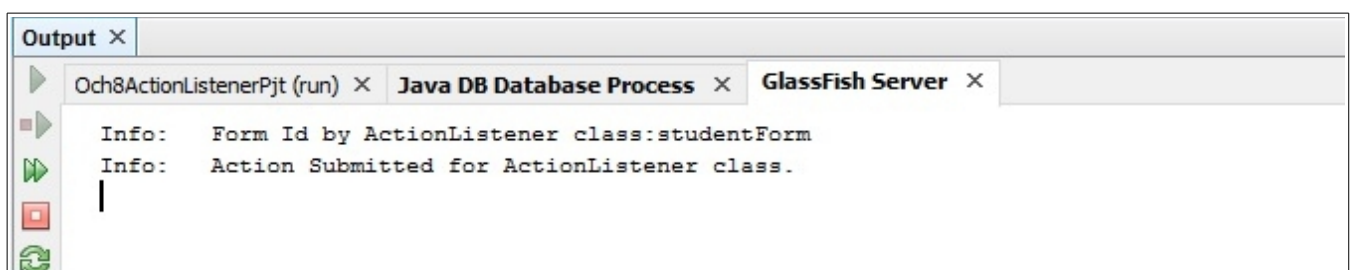 Output ×
Och8ActionListenerPjt (run) × Java DB Database Process × GlassFish Server ×
Info: Form Id by ActionListener class:studentForm
Info: Action Submitted for ActionListener class.